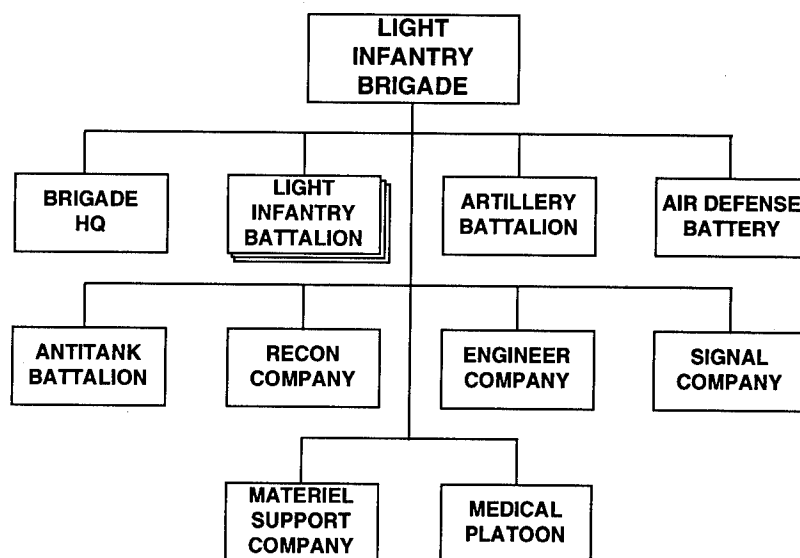 LIGHT
INFANTRY
BRIGADE
BRIGADE
HQ
LIGHT
INFANTRY
BATTALION
ARTILLERY
BATTALION
AIR DEFENSE
BATTERY
ANTITANK
BATTALION
RECON
COMPANY
ENGINEER
COMPANY
SIGNAL
COMPANY
MATERIEL
SUPPORT
COMPANY
MEDICAL
PLATOON